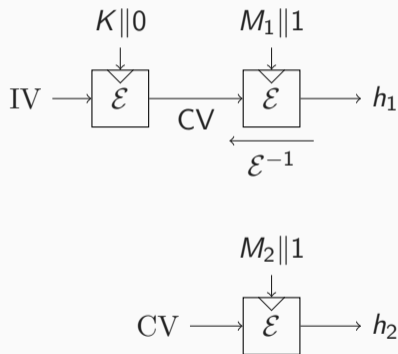 K‖0 M₁‖1
IV ℰ CV ℰ h₁
ℰ⁻¹
M₂‖1
CV ℰ h₂